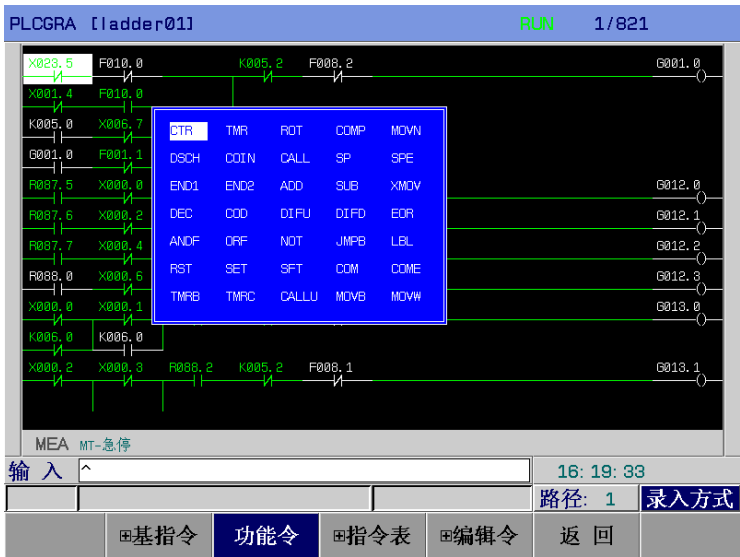 PLCGRA [ladder01] RUN 1/821
X023.5 F010.0 K005.2 F008.2 G001.0
X001.4 F010.0
K005.0 X006.7
G001.0 F001.1
R087.5 X000.0 G012.0
R087.6 X000.2 G012.1
R087.7 X000.4 G012.2
R088.0 X000.6 G012.3
X000.0 X000.1 G013.0
K006.0 K006.0
X000.2 X000.3 R088.2 K005.2 F008.1 G013.1
CTR TMR ROT COMP MOVN
DSCH COIN CALL SP SPE
END1 END2 ADD SUB XMOV
DEC COD DIFU DIFD EOR
ANDF ORF NOT JMPB LBL
RST SET SFT COM COME
TMRB TMRC CALLU MOVB MOVW
MEA MT-急停
输入 ^ 16:19:33
路径: 1 录入方式
⊞基指令 功能令 ⊞指令表 ⊞编辑令 返回